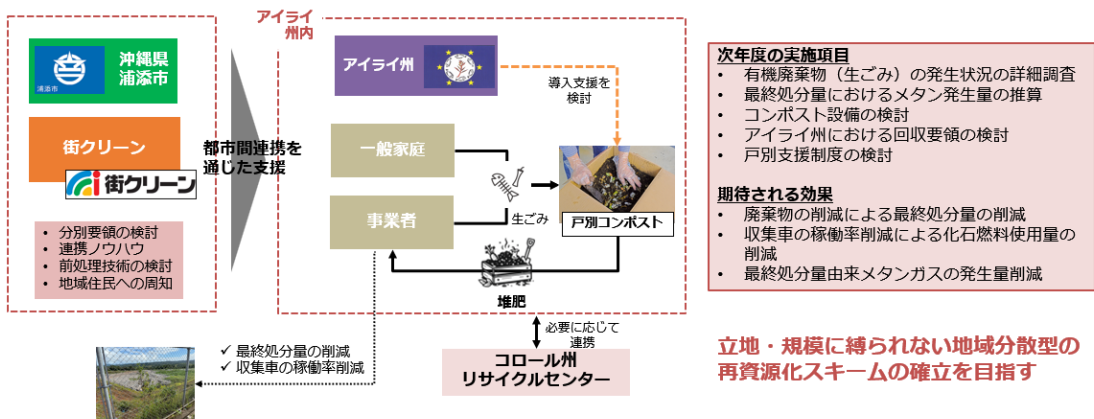 沖縄県
浦添市
浦添市
街クリーン
街クリーン
• 分別要領の検討
• 連携ノウハウ
• 前処理技術の検討
• 地域住民への周知
都市間連携を
通じた支援
アイライ
州内
アイライ州
導入支援を
検討
一般家庭
事業者
生ごみ
戸別コンポスト
堆肥
必要に応じて
連携
コロール州
リサイクルセンター
✓ 最終処分量の削減
✓ 収集車の稼働率削減
次年度の実施項目
• 有機廃棄物（生ごみ）の発生状況の詳細調査
• 最終処分量におけるメタン発生量の推算
• コンポスト設備の検討
• アイライ州における回収要領の検討
• 戸別支援制度の検討
期待される効果
• 廃棄物の削減による最終処分量の削減
• 収集車の稼働率削減による化石燃料使用量の
削減
• 最終処分量由来メタンガスの発生量削減
立地・規模に縛られない地域分散型の
再資源化スキームの確立を目指す